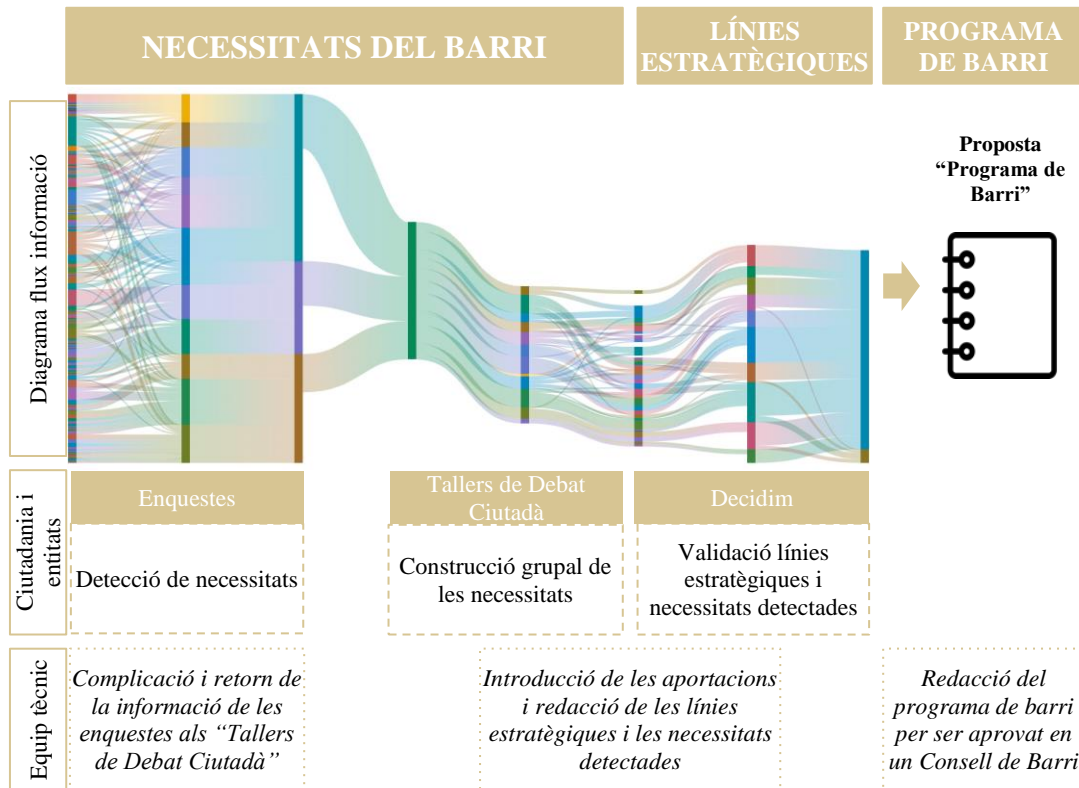 NECESSITATS DEL BARRI
LÍNIES
ESTRATÈGIQUES
PROGRAMA
DE BARRI
Diagrama flux informació
Proposta
“Programa de
Barri”
Ciutadania i
entitats
Enquestes
Tallers de Debat
Ciutadà
Decidim
Detecció de necessitats
Construcció grupal de
les necessitats
Validació línies
estratègiques i
necessitats detectades
Equip tècnic
Complicació i retorn de
la informació de les
enquestes als “Tallers
de Debat Ciutadà”
Introducció de les aportacions
i redacció de les línies
estratègiques i les necessitats
detectades
Redacció del
programa de barri
per ser aprovat en
un Consell de Barri